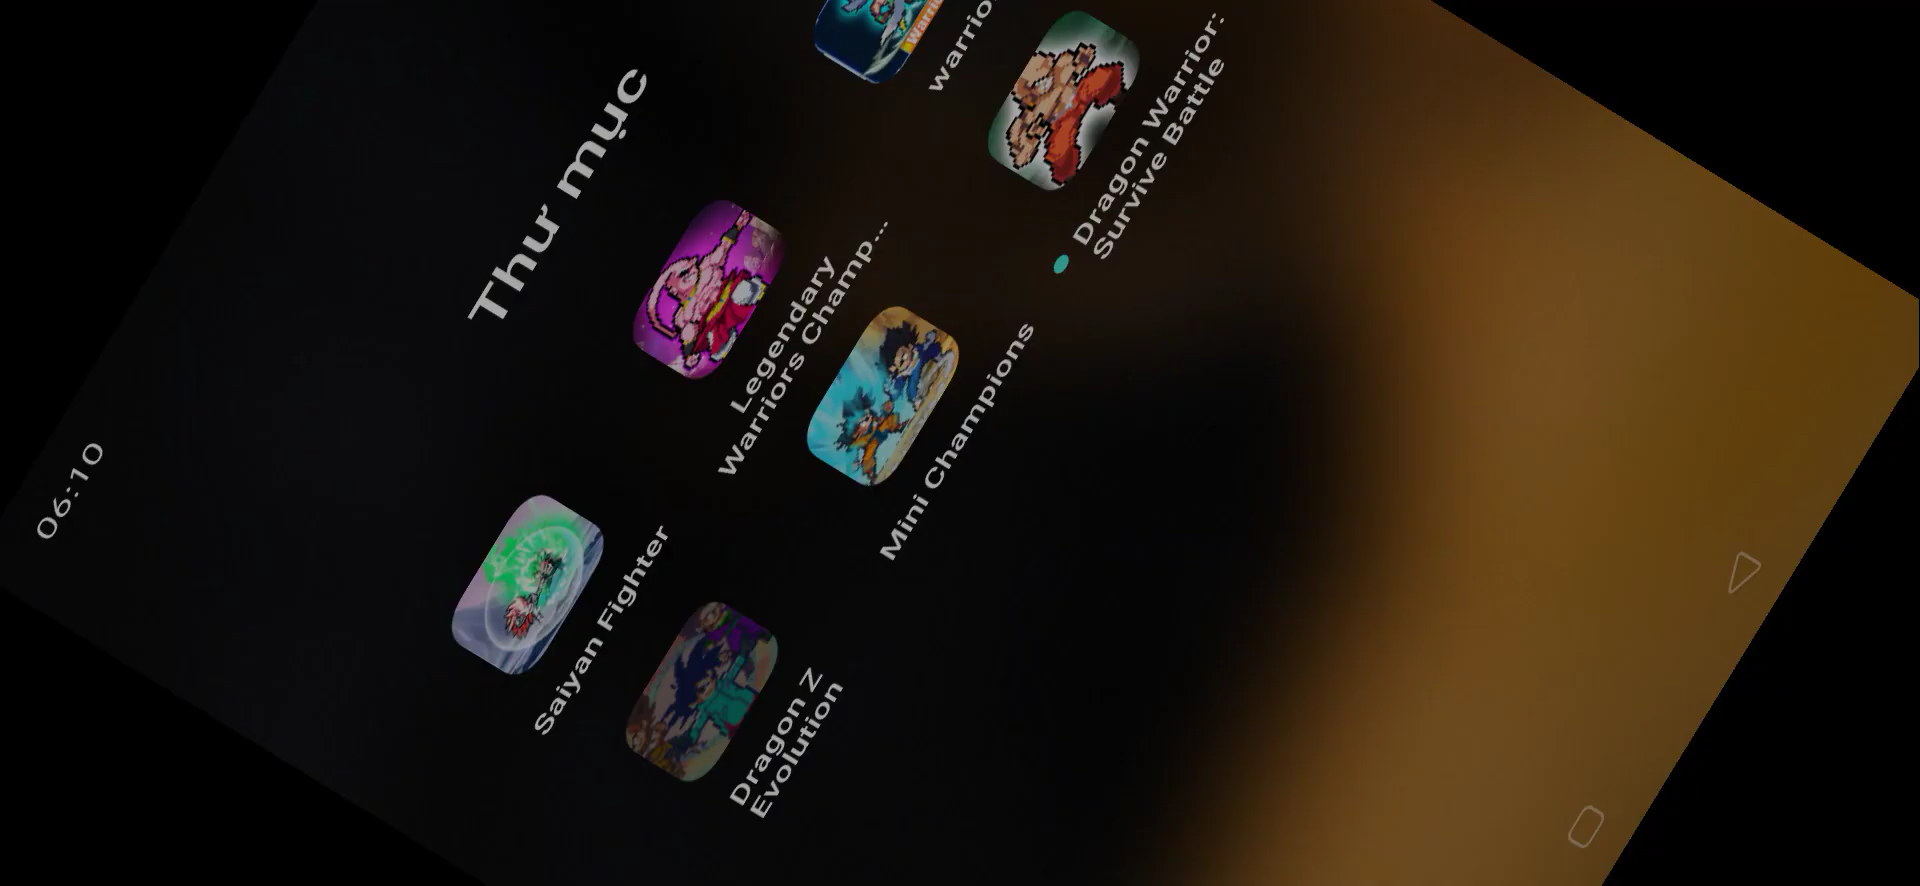 06:10
Thư mục
Saiyan Fighter
Legendary
Warriors Champ...
Warrio
Dragon Z
Evolution
Mini Champions
Dragon Warrior:
Survive Battle